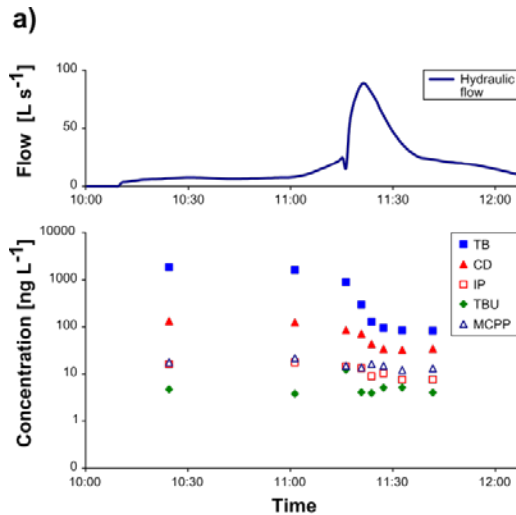 a)
Flow [L s-1]
100
50
0
Hydraulic
flow
10:00 10:30 11:00 11:30 12:00
Concentration [ng L-1]
10000
1000
100
10
1
0
TB
CD
IP
TBU
MCPP
10:00 10:30 11:00 11:30 12:00
Time